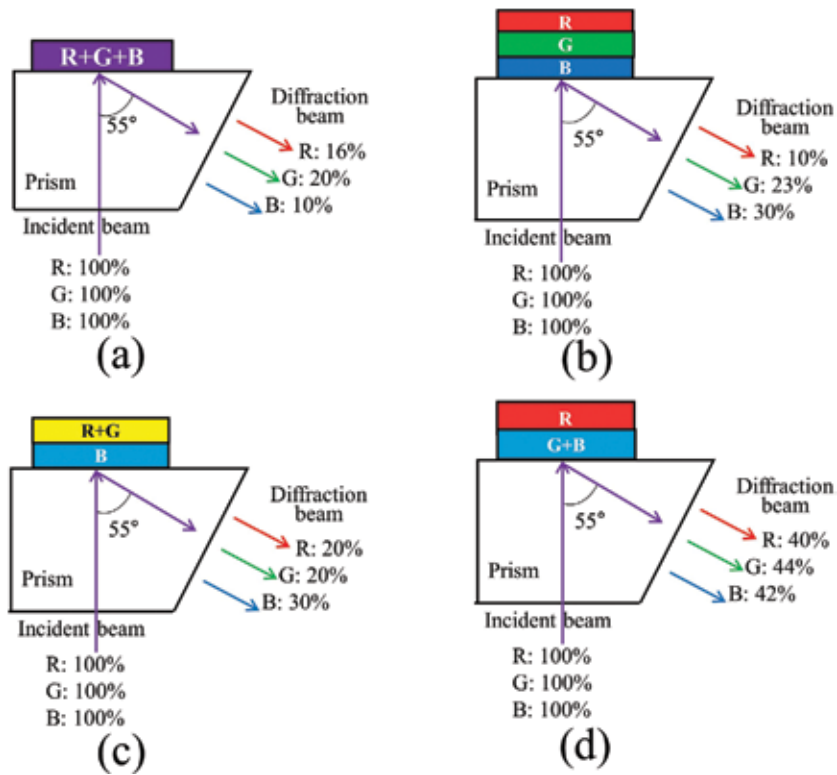 R+G+B
55°
Prism
Diffraction
beam
R: 16%
G: 20%
B: 10%
Incident beam
R: 100%
G: 100%
B: 100%
(a)
R
G
B
55°
Prism
Diffraction
beam
R: 10%
G: 23%
B: 30%
Incident beam
R: 100%
G: 100%
B: 100%
(b)
R+G
B
55°
Prism
Diffraction
beam
R: 20%
G: 20%
B: 30%
Incident beam
R: 100%
G: 100%
B: 100%
(c)
R
G+B
55°
Prism
Diffraction
beam
R: 40%
G: 44%
B: 42%
Incident beam
R: 100%
G: 100%
B: 100%
(d)